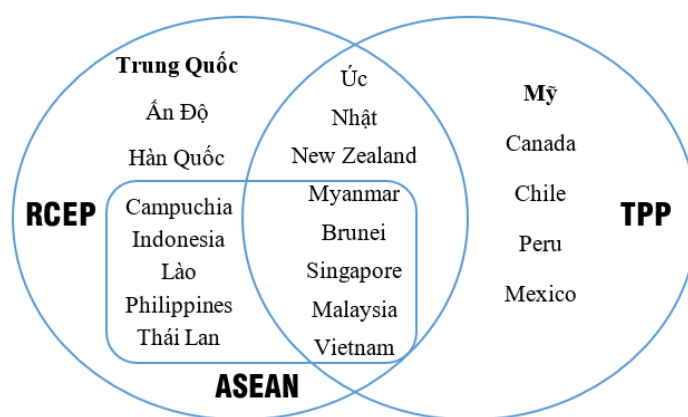 Trung Quốc
Ấn Độ
Hàn Quốc
RCEP
Campuchia
Indonesia
Lào
Philippines
Thái Lan
ASEAN
Úc
Nhật
New Zealand
Myanmar
Brunei
Singapore
Malaysia
Vietnam
Mỹ
Canada
Chile
Peru
Mexico
TPP